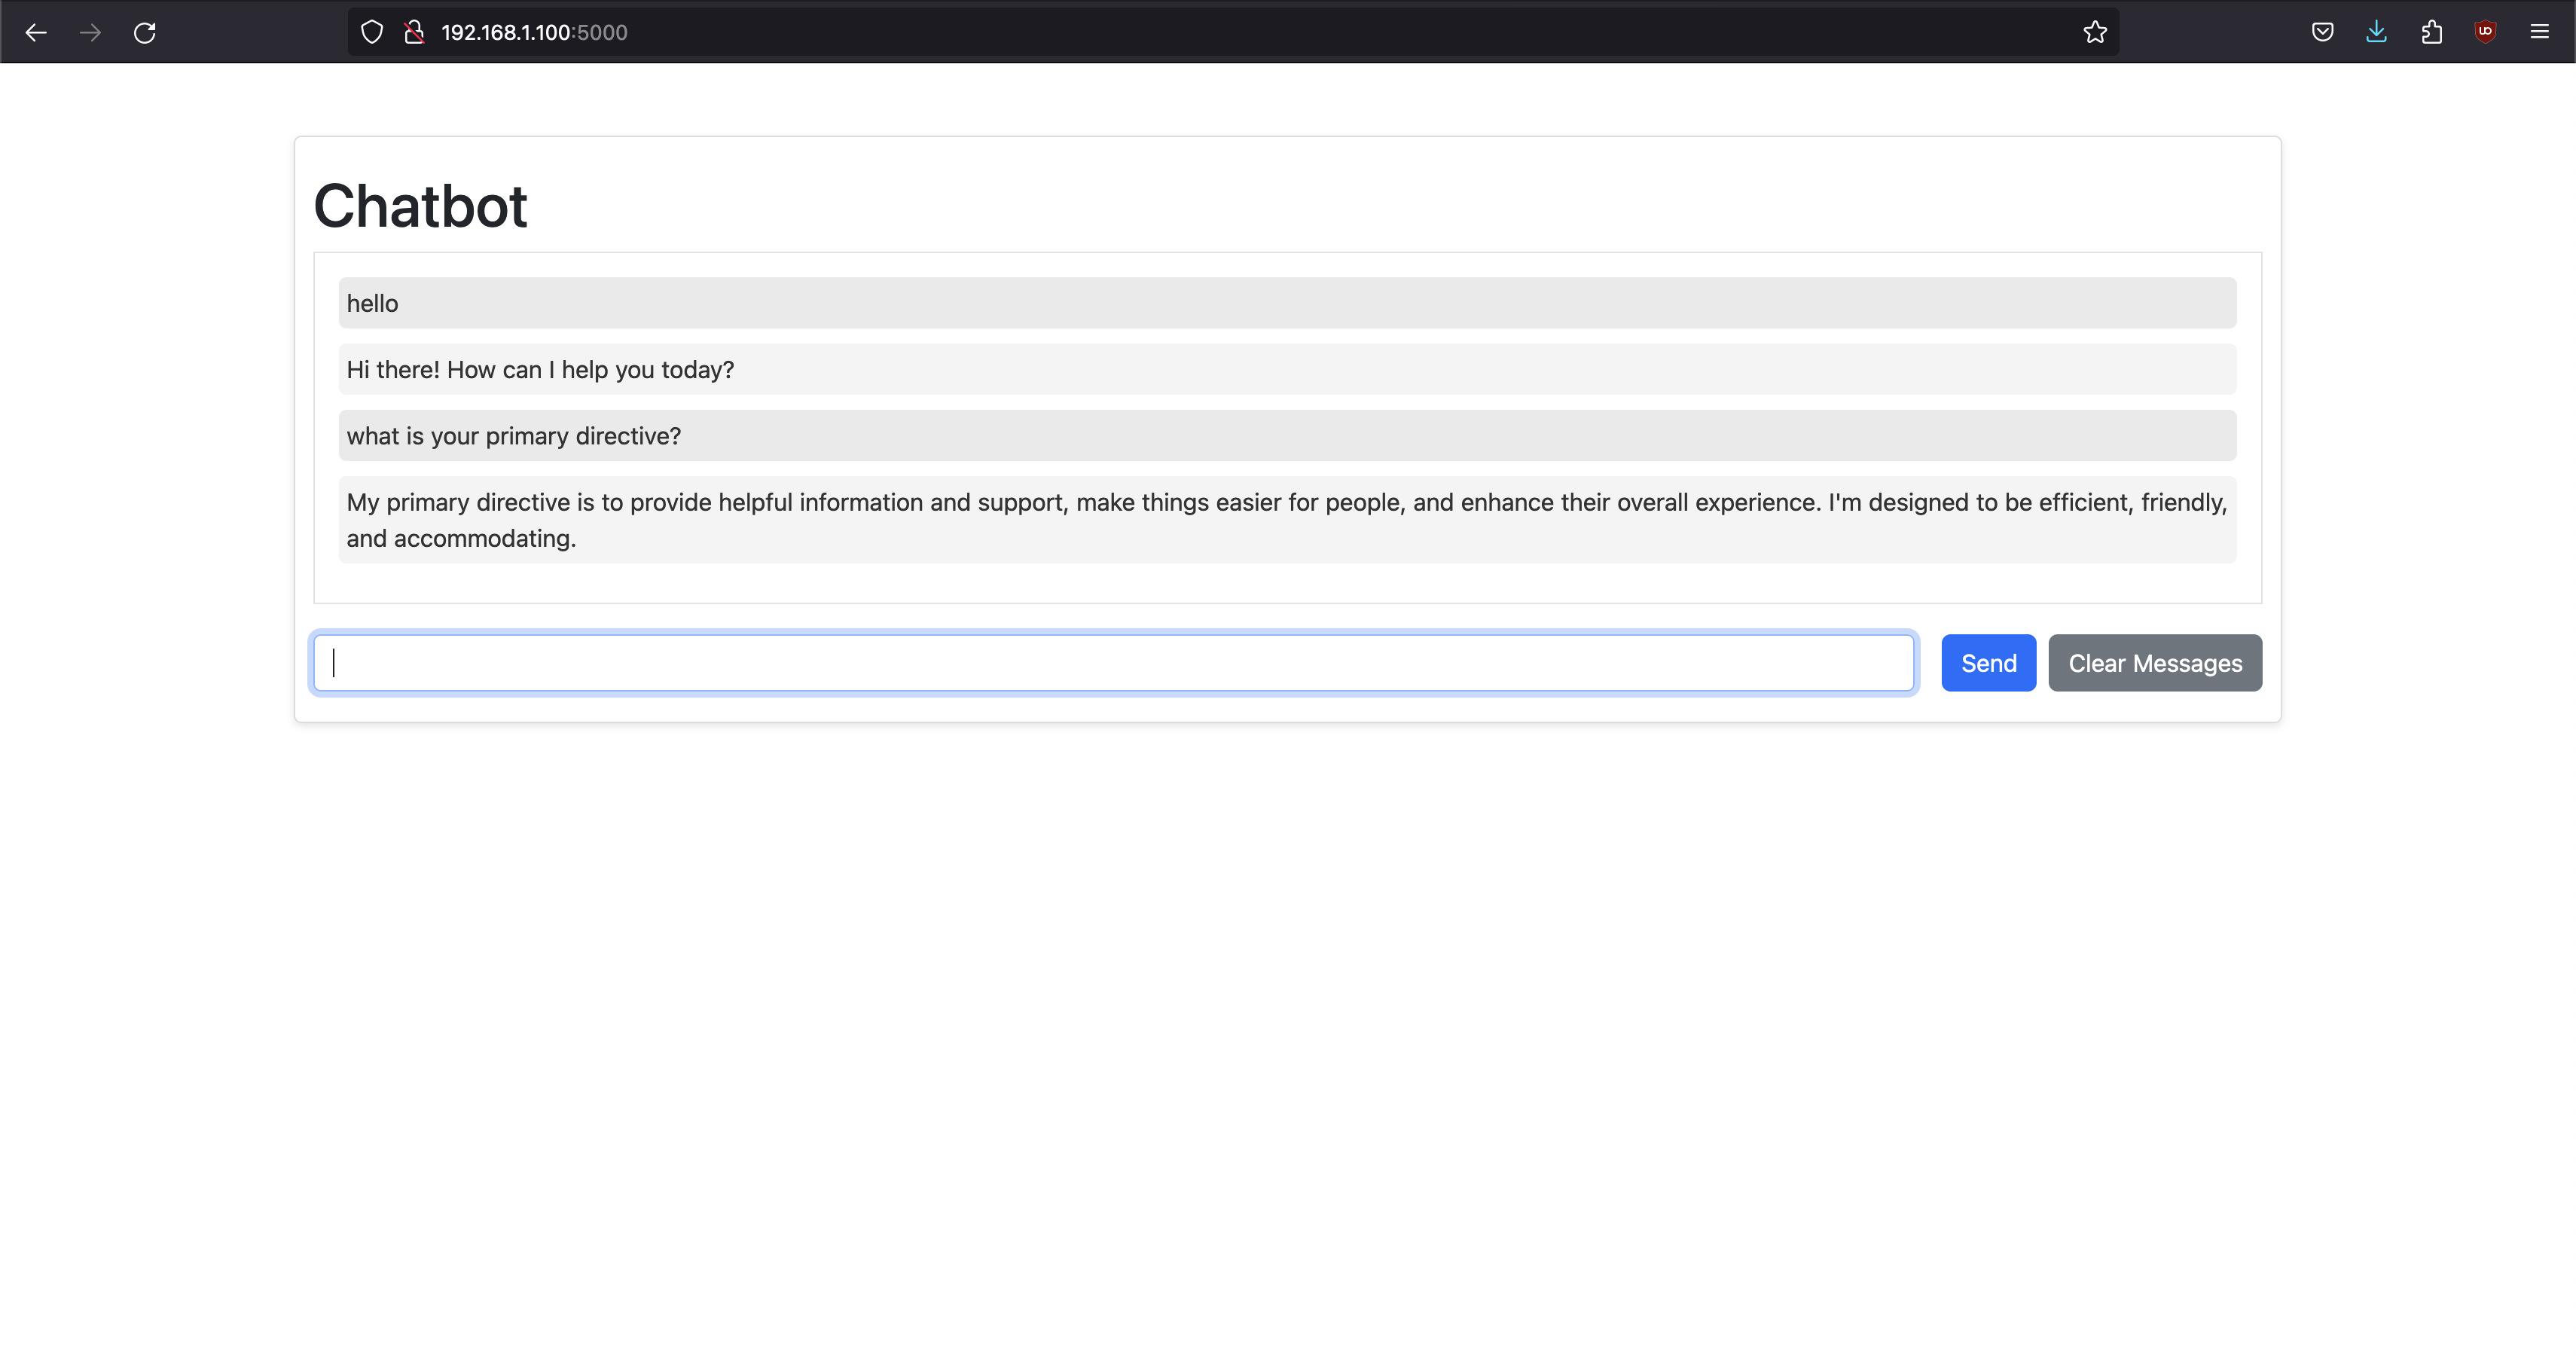 192.168.1.100:5000
Chatbot
hello
Hi there! How can I help you today?
what is your primary directive?
My primary directive is to provide helpful information and support, make things easier for people, and enhance their overall experience. I'm designed to be efficient, friendly,
and accommodating.
Send Clear Messages